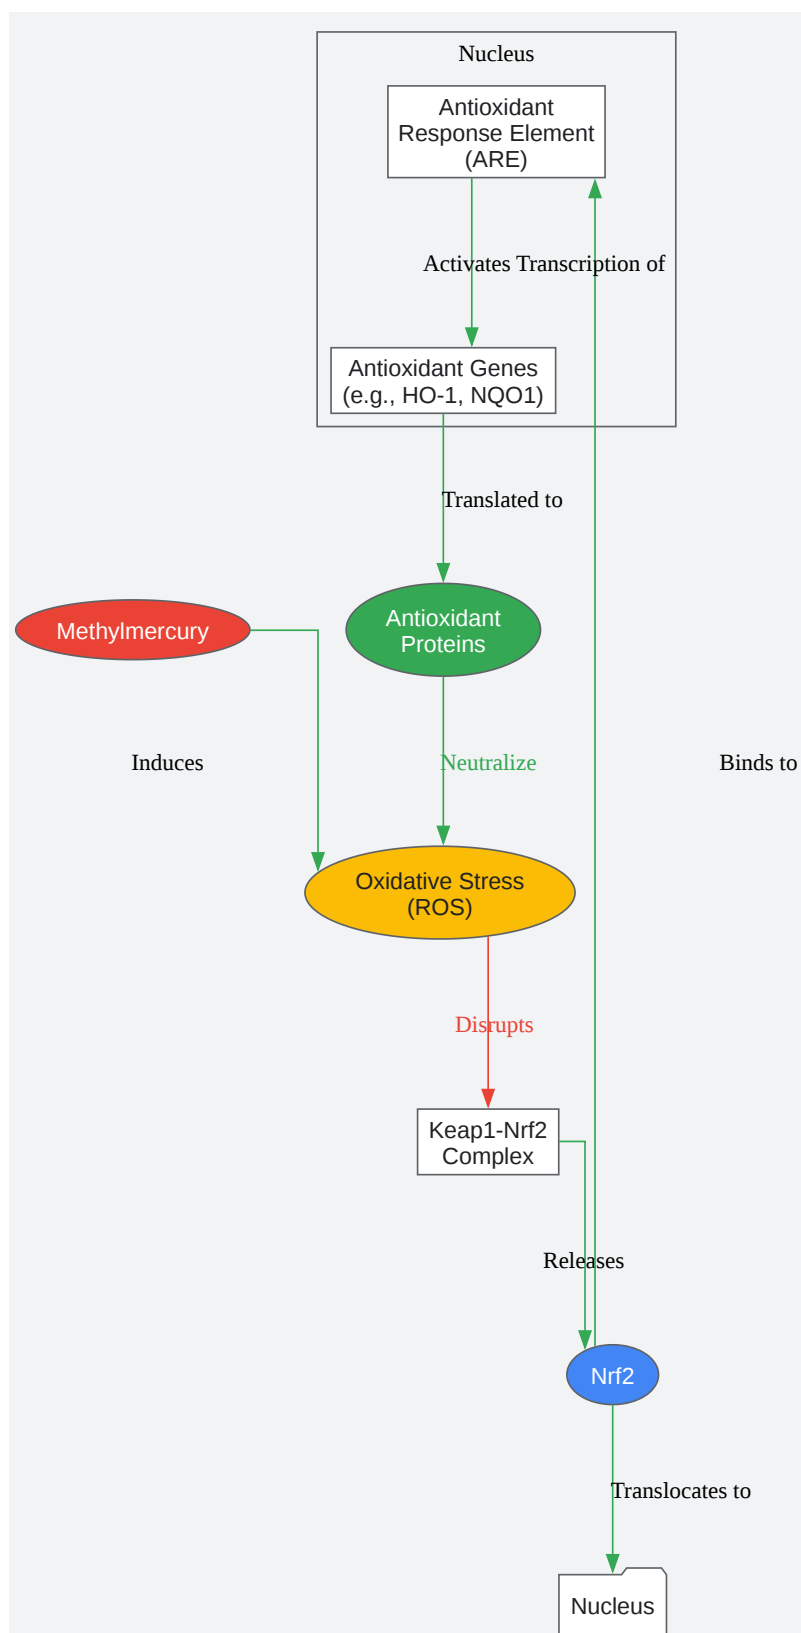 Nucleus
Antioxidant
Response Element
(ARE)
Activates Transcription of
Antioxidant Genes
(e.g., HO-1, NQO1)
Translated to
Methylmercury
Antioxidant
Proteins
Induces
Neutralize
Binds to
Oxidative Stress
(ROS)
Disrupts
Keap1-Nrf2
Complex
Releases
Nrf2
Translocates to
Nucleus